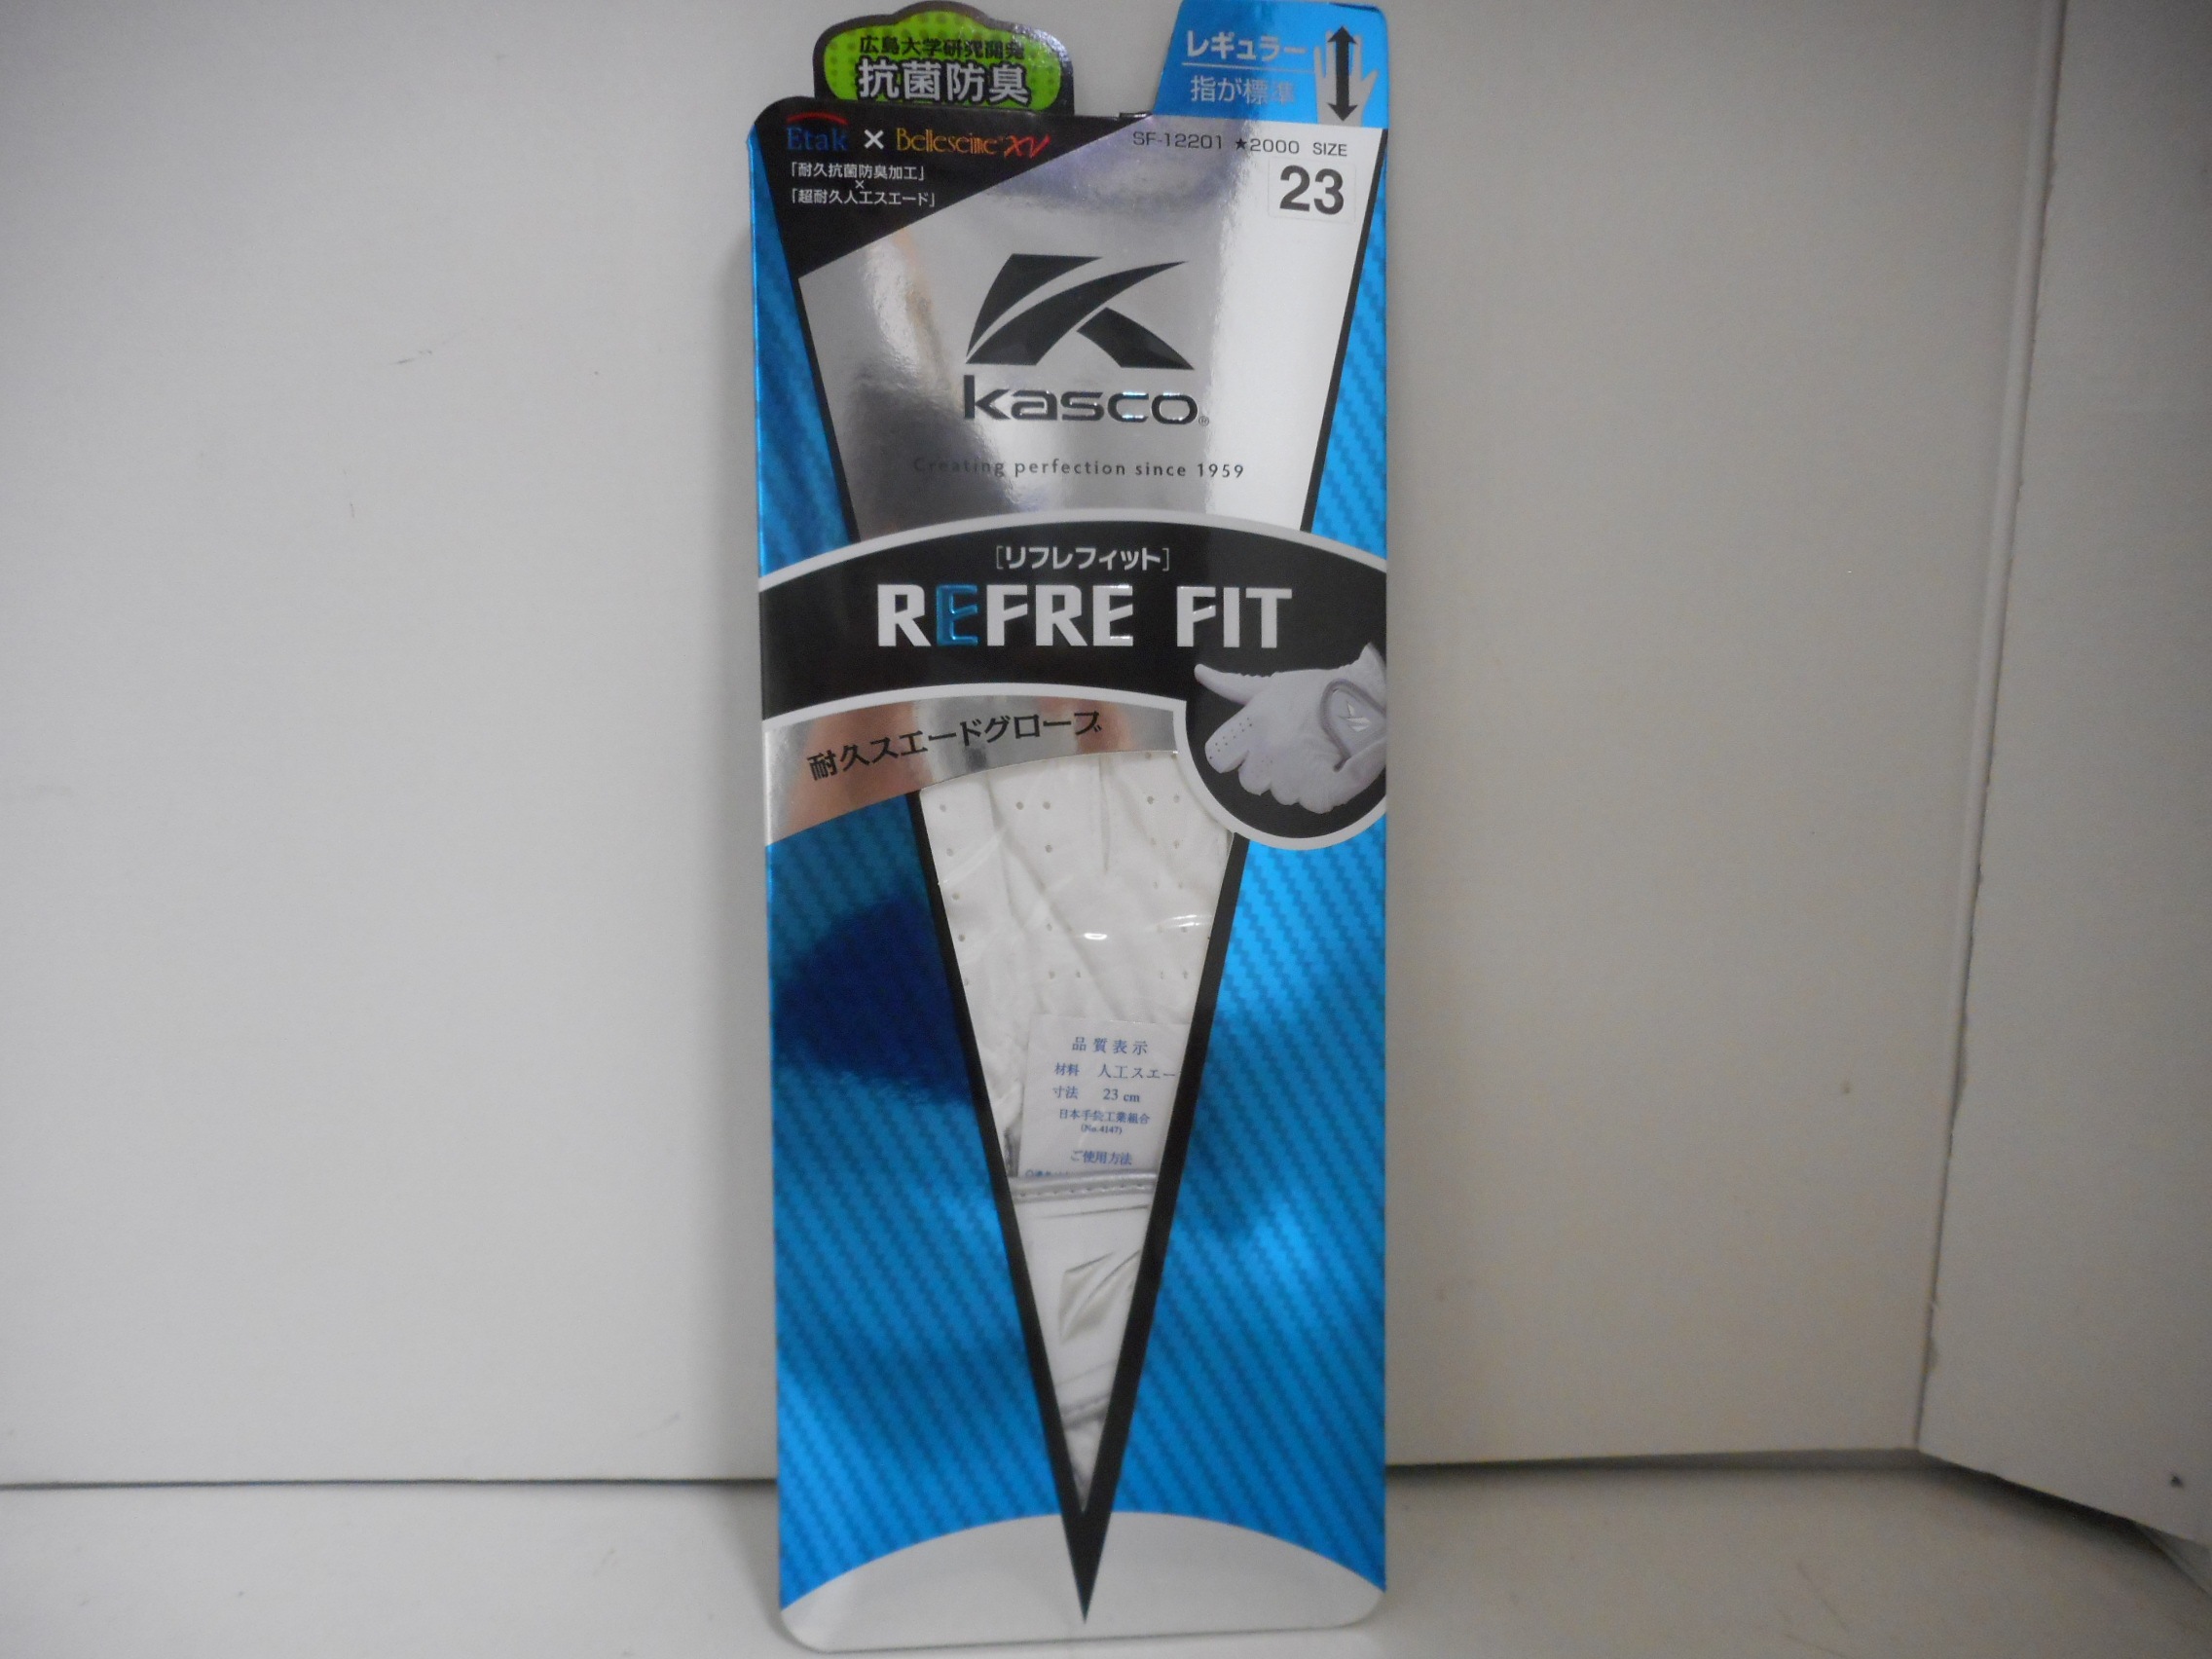 広島大学研究開発
抗菌防臭
レギュラー
指が標準
Etak × Belleseime XV
「耐久抗菌防臭加工」
×
「超耐久人工スエード」
SF-12201 ★2000 SIZE
23
kasco®
Creating perfection since 1959
[リフレフィット]
REFRE FIT
耐久スエードグローブ
品質表示
材料 人工スエー
寸法 23 cm
日本手袋工業組合
(No.4147)
ご使用方法